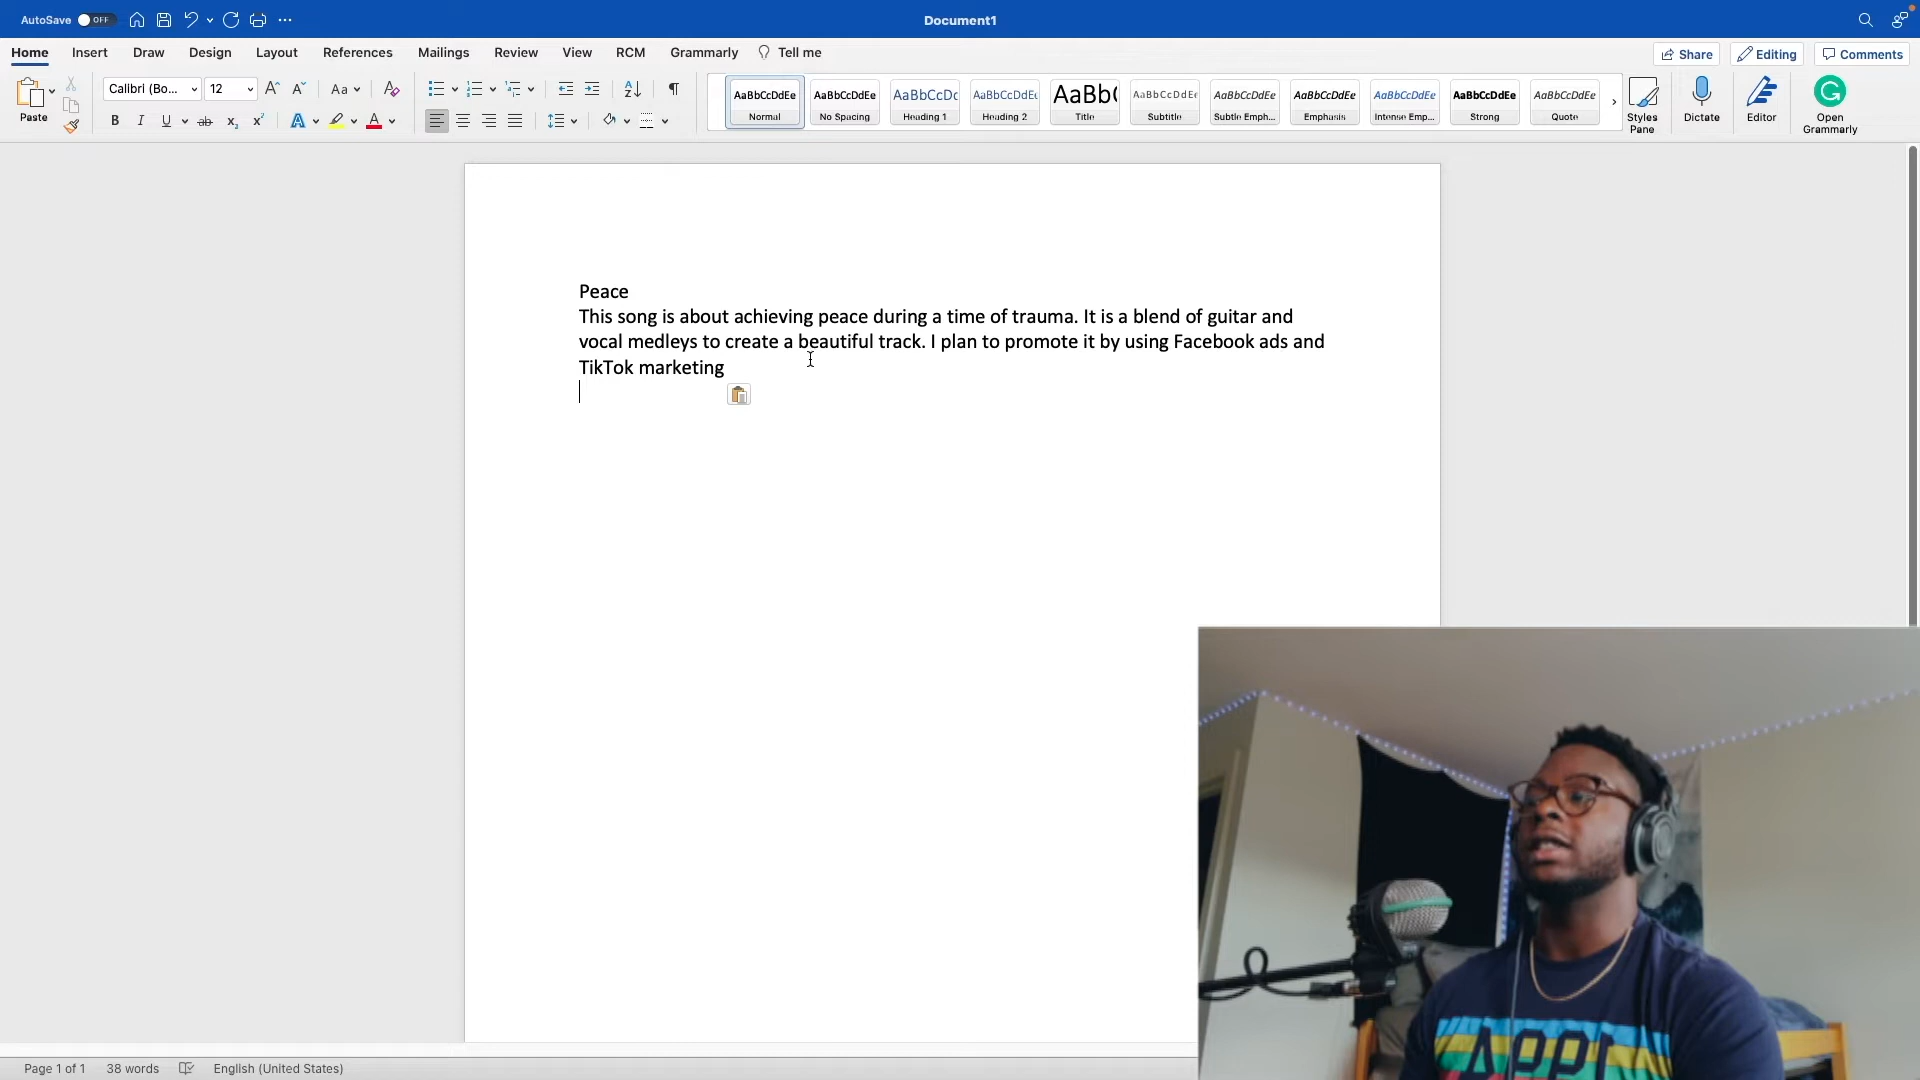 AutoSave OFF
Document1
Home Insert Draw Design Layout References Mailings Review View RCM Grammarly Tell me
Share Editing Comments
Paste
Calibri (Bo... 12 Aa
B I U ab x₂ x² A A
AaBbCcDdEe AaBbCcDdEe AaBbCcDc AaBbCcDdEe AaBb( AaBbCcDdEe AaBbCcDdEe AaBbCcDdEe AaBbCcDdEe AaBbCcDdEe AaBbCcDdEe
Normal No Spacing Heading 1 Heading 2 Title Subtitle Subtle Emph... Emphasis Intense Emp... Strong Quote
Styles Pane
Dictate
Editor
Open Grammarly
Peace
This song is about achieving peace during a time of trauma. It is a blend of guitar and
vocal medleys to create a beautiful track. I plan to promote it by using Facebook ads and
TikTok marketing
Page 1 of 1 38 words English (United States)